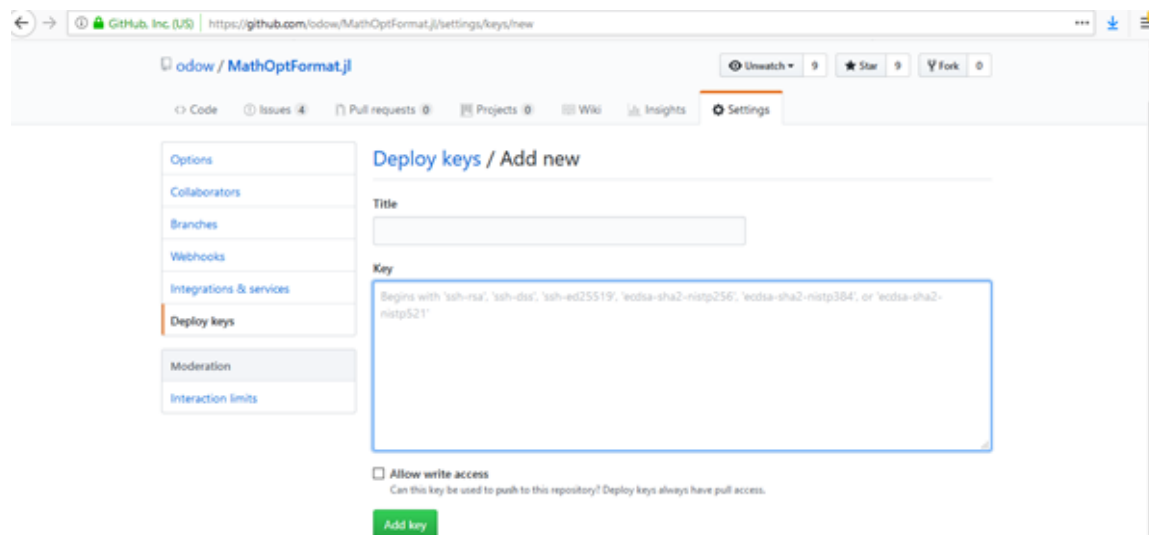 GitHub, Inc. (US) https://github.com/odow/MathOptFormat.jl/settings/keys/new
odow / MathOptFormat.jl
Unwatch 9 Star 9 Fork 0
Code Issues 4 Pull requests 0 Projects 0 Wiki Insights Settings
Options
Collaborators
Branches
Webhooks
Integrations & services
Deploy keys
Moderation
Interaction limits
Deploy keys / Add new
Title
Key
Begins with 'ssh-rsa', 'ssh-dss', 'ssh-ed25519', 'ecdsa-sha2-nistp256', 'ecdsa-sha2-nistp384', or 'ecdsa-sha2-
nistp521'
Allow write access
Can this key be used to push to this repository? Deploy keys always have pull access.
Add key